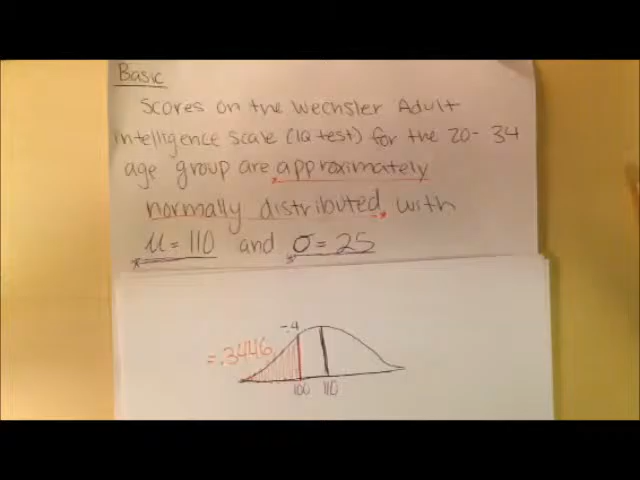 Basic
Scores on the Wechsler Adult
intelligence scale (IQ test) for the 20-34
age group are *approximately
normally distributed* with
*μ = 110 and *σ = 25
-.4
= .3446
100 110